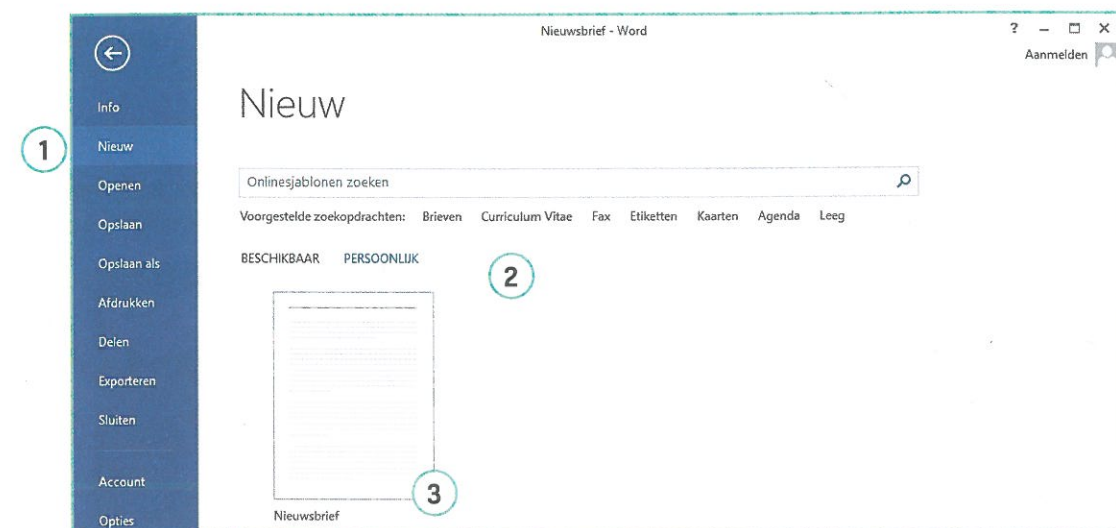 Nieuwsbrief - Word
? – □ X
Aanmelden
Info
Nieuw
Openen
Opslaan
Opslaan als
Afdrukken
Delen
Exporteren
Sluiten
Account
Opties
1
Nieuw
Onlinesjablonen zoeken
Voorgestelde zoekopdrachten: Brieven Curriculum Vitae Fax Etiketten Kaarten Agenda Leeg
BESCHIKBAAR PERSOONLIJK
2
3
Nieuwsbrief